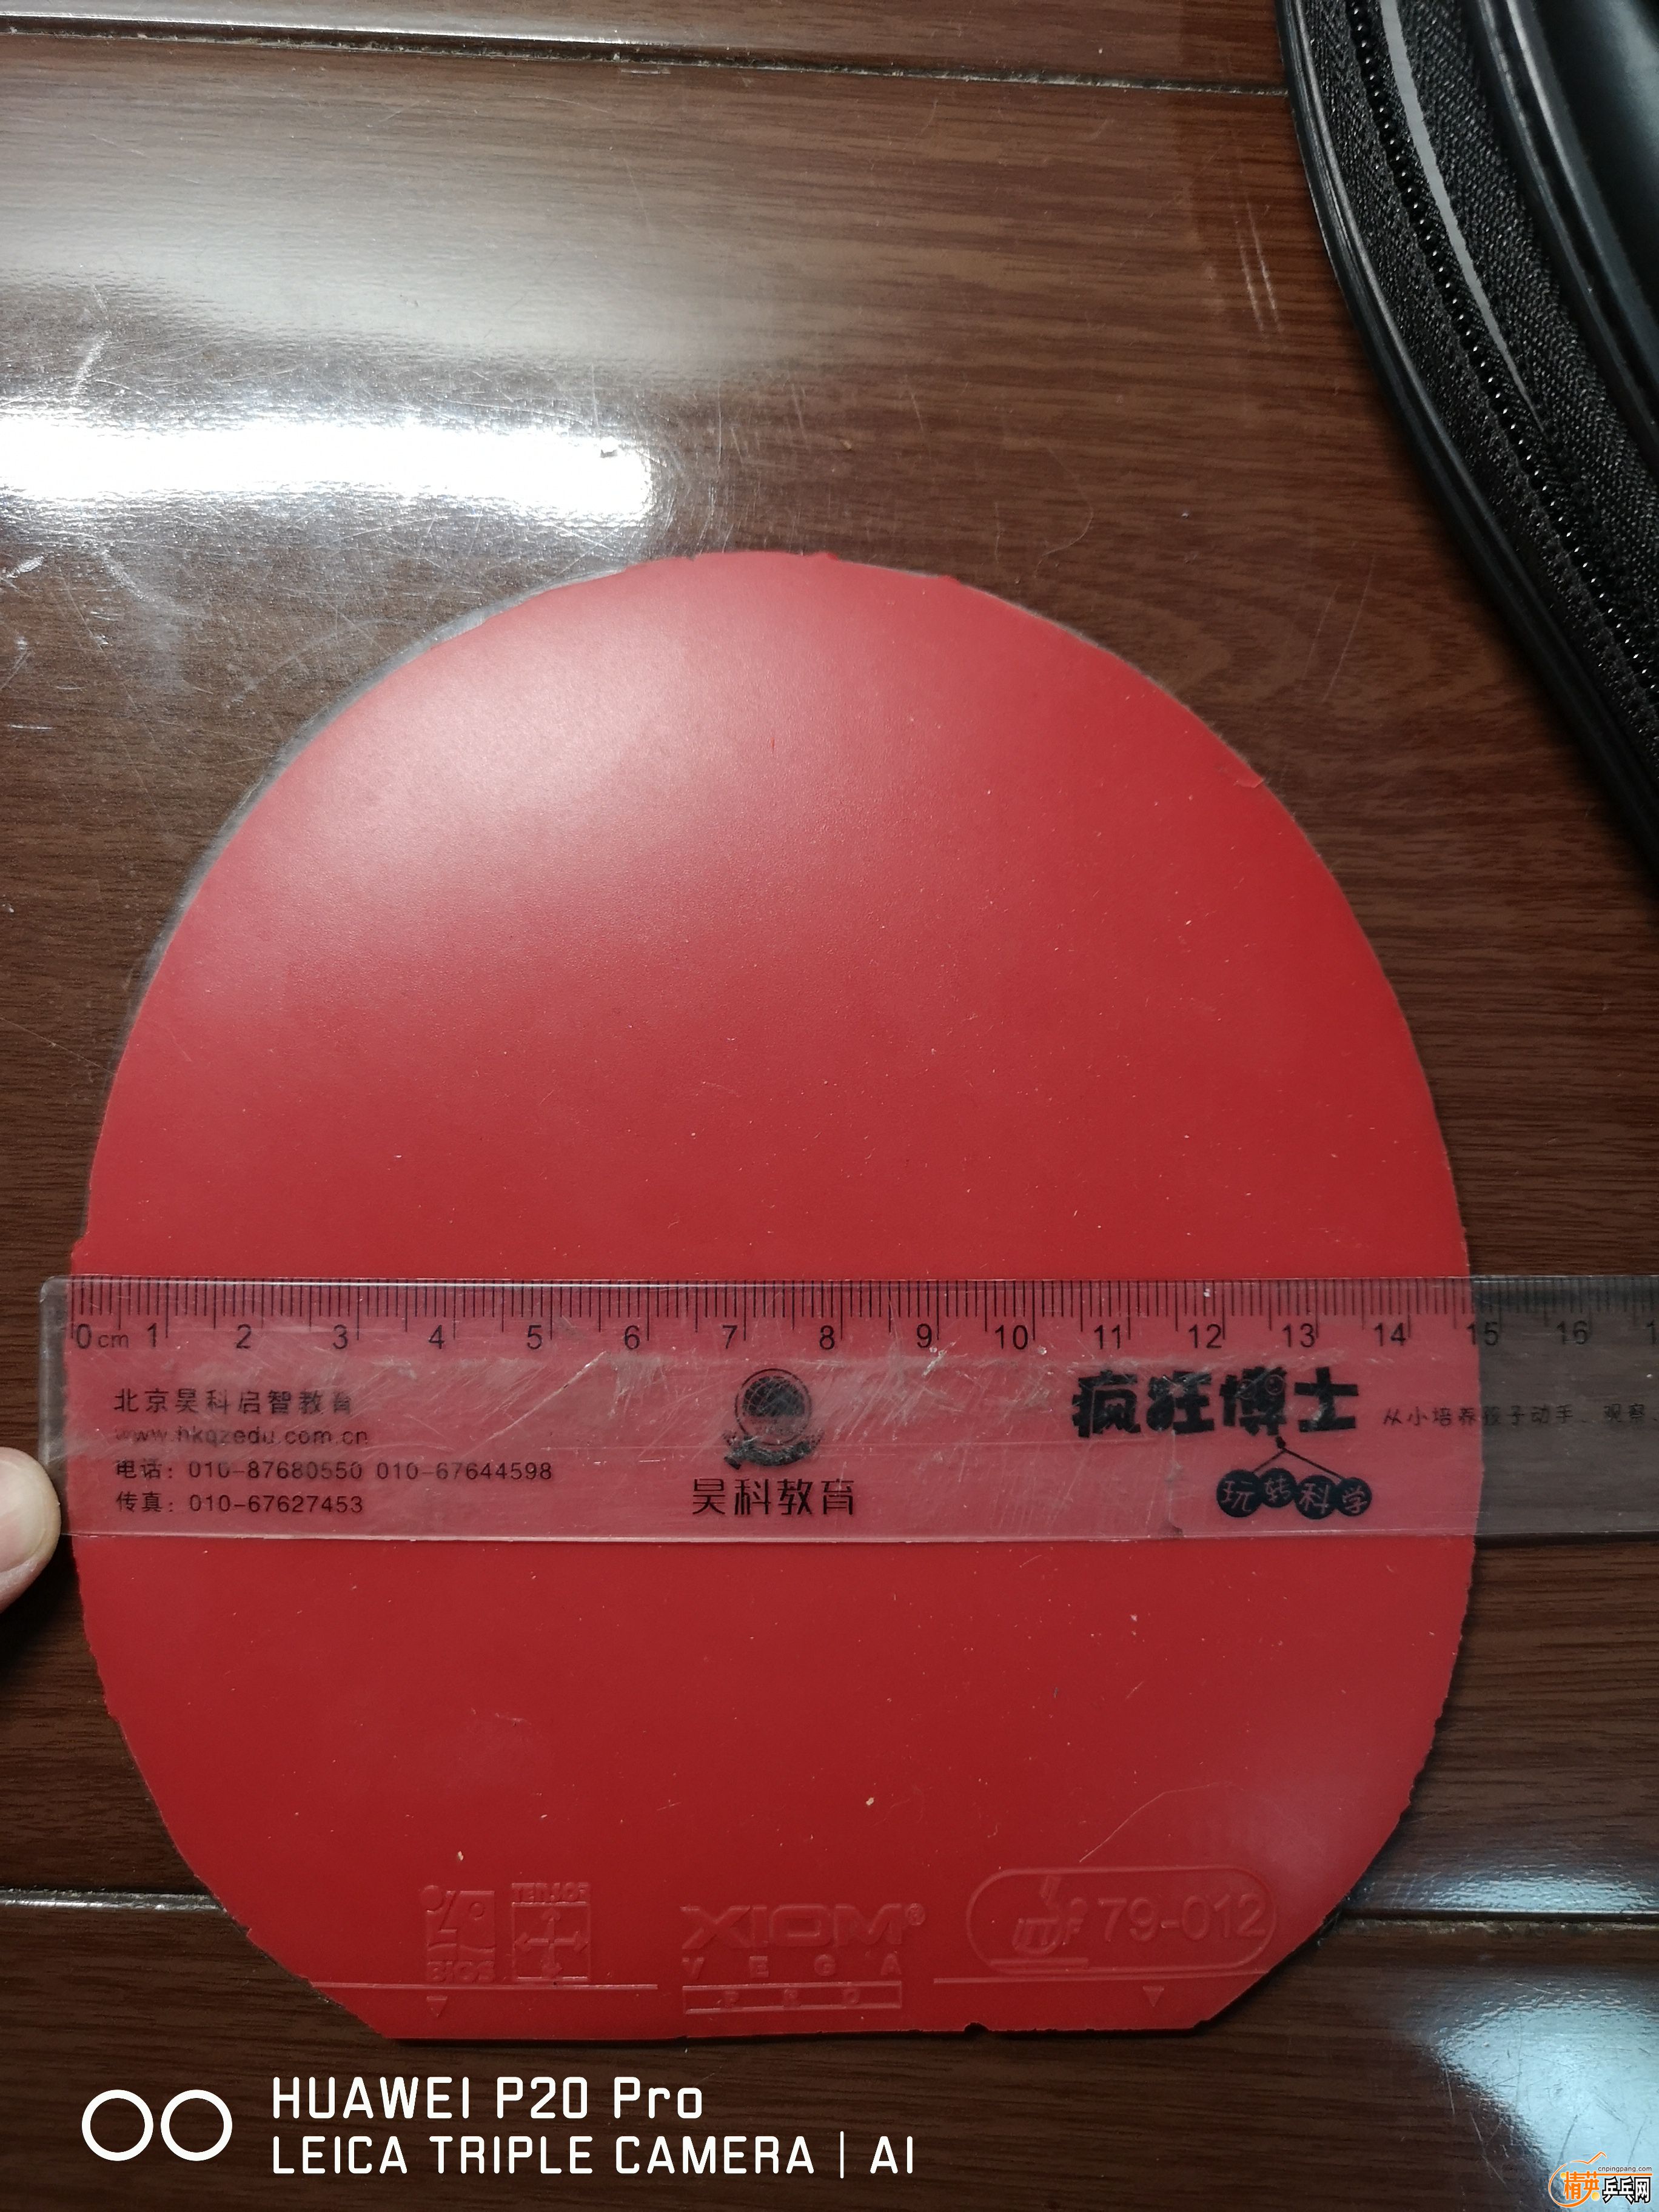 0 cm 1 2 3 4 5 6 7 8 9 10 11 12 13 14 15 16
北京昊科启智教育
www.hkqzedu.com.cn
电话：010-87680550 010-67644598
传真：010-67627453
昊科教育
疯狂博士
从小培养孩子动手、观察
玩转科学
BIOS
XIOM®
VEGA
PRO
ITTF 79-012
HUAWEI P20 Pro
LEICA TRIPLE CAMERA | AI
cnpingpang.com
精英乒乓网